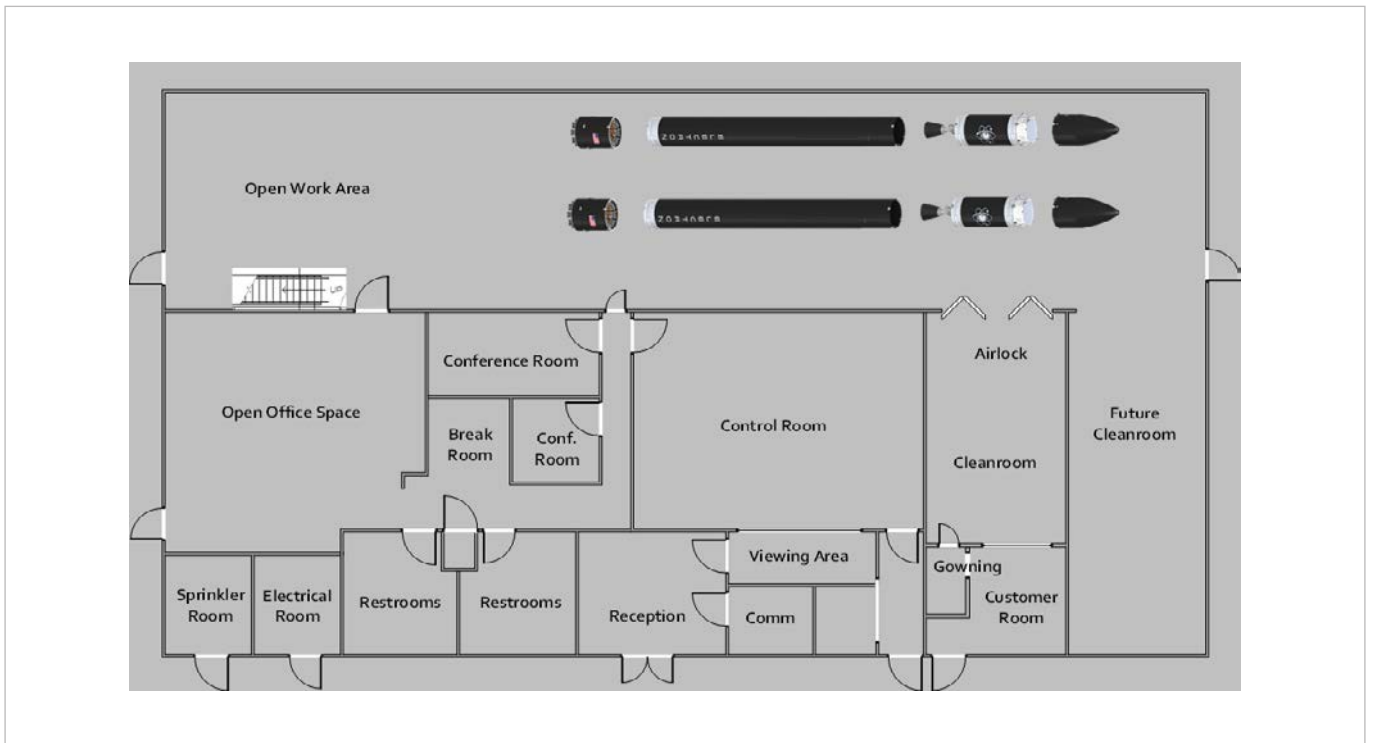 Open Work Area
UP
Conference Room
Airlock
Open Office Space
Break
Room
Conf.
Room
Control Room
Future
Cleanroom
Cleanroom
Viewing Area
Gowning
Sprinkler
Room
Electrical
Room
Restrooms
Restrooms
Reception
Comm
Customer
Room